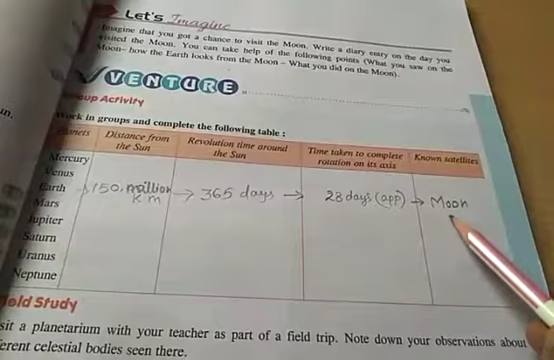 Let's Imagine
Imagine that you got a chance to visit the Moon. Write a diary entry on the day you
visited the Moon. You can take help of the following points (What you saw on the
Moon– how the Earth looks from the Moon – What you did on the Moon).
VENTURE
Group Activity
Work in groups and complete the following table :
Planets Distance from the Sun Revolution time around the Sun Time taken to complete rotation on its axis Known satellites
Mercury
Venus
Earth → 150 million km → 365 days → 28 days (app) → Moon
Mars
Jupiter
Saturn
Uranus
Neptune
Field Study
Visit a planetarium with your teacher as part of a field trip. Note down your observations about
different celestial bodies seen there.